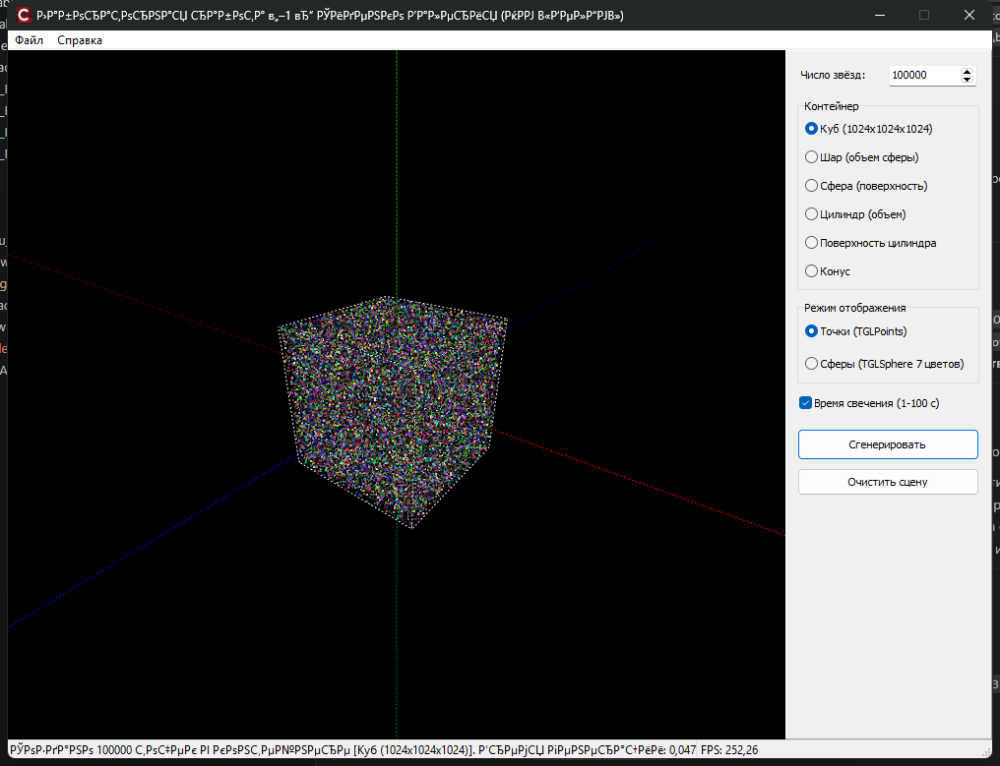 Р›Р°Р±РѕСЂР°С‚РѕСЂРЅР°СЏ СЂР°Р±РѕС‚Р° в„–1 вЂ” РЎРёРґРµРЅРєРѕ Р’Р°Р»РµСЂРёСЏ (РќРРЈ В«Р‘РµР»Р“РЈВ»)
Файл Справка
Число звёзд: 100000
Контейнер
Куб (1024x1024x1024)
Шар (объем сферы)
Сфера (поверхность)
Цилиндр (объем)
Поверхность цилиндра
Конус
Режим отображения
Точки (TGLPoints)
Сферы (TGLSphere 7 цветов)
Время свечения (1-100 с)
Сгенерировать
Очистить сцену
РЎРѕР·РґР°РЅРѕ 100000 С‚РѕС‡РµРє РІ РєРѕРЅС‚РµР№РЅРµСЂРµ [Куб (1024x1024x1024)]. Р’СЂРµРјСЏ РіРµРЅРµСЂР°С†РёРё: 0,047 FPS: 252,26